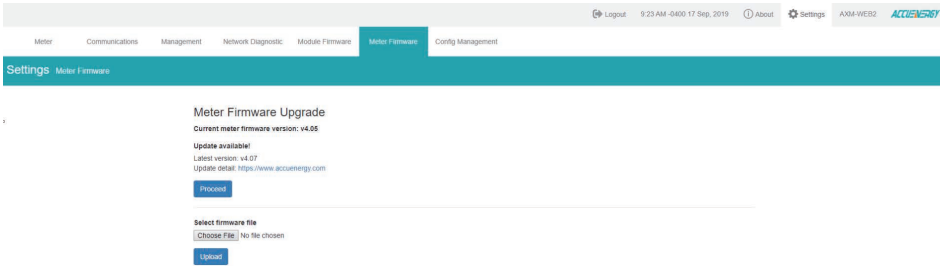 Logout 9:23 AM -0400 17 Sep, 2019 About Settings AXM-WEB2 ACCUENERGY
Meter Communications Management Network Diagnostic Module Firmware Meter Firmware Config Management
Settings Meter Firmware
Meter Firmware Upgrade
Current meter firmware version: v4.05
Update available!
Latest version: v4.07
Update detail: https://www.accuenergy.com
Proceed
Select firmware file
Choose File No file chosen
Upload